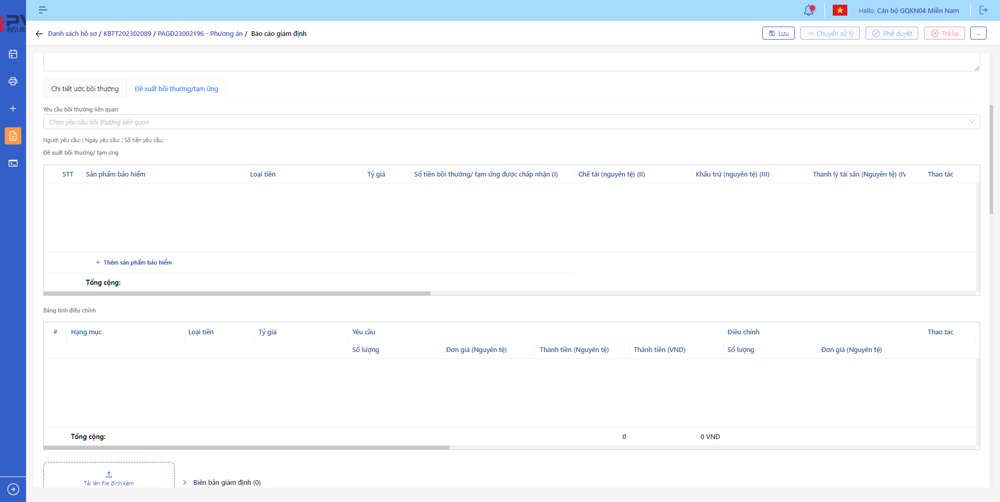 Hello, Cán bộ GQKN04 Miền Nam
INSUR
Danh sách hồ sơ / KBTT202302089 / PAGD23002196 - Phương án / Báo cáo giám định
Lưu
Chuyển xử lý
Phê duyệt
Trả lại
...
Chi tiết ước bồi thường
Đề xuất bồi thường/tạm ứng
Yêu cầu bồi thường liên quan
Chọn yêu cầu bồi thường liên quan
Người yêu cầu: | Ngày yêu cầu: | Số tiền yêu cầu:
Đề xuất bồi thường/ tạm ứng
STT Sản phẩm bảo hiểm Loại tiền Tỷ giá Số tiền bồi thường/ tạm ứng được chấp nhận (I) Chế tài (nguyên tệ) (II) Khấu trừ (nguyên tệ) (III) Thanh lý tài sản (Nguyên tệ) (IV Thao tác
+ Thêm sản phẩm bảo hiểm
Tổng cộng:
Bảng tính điều chỉnh
# Hạng mục Loại tiền Tỷ giá Yêu cầu Điều chỉnh Thao tác
Số lượng Đơn giá (Nguyên tệ) Thành tiền (Nguyên tệ) Thành tiền (VND) Số lượng Đơn giá (Nguyên tệ)
Tổng cộng: 0 0 VND
Tải lên file đính kèm
Biên bản giám định (0)